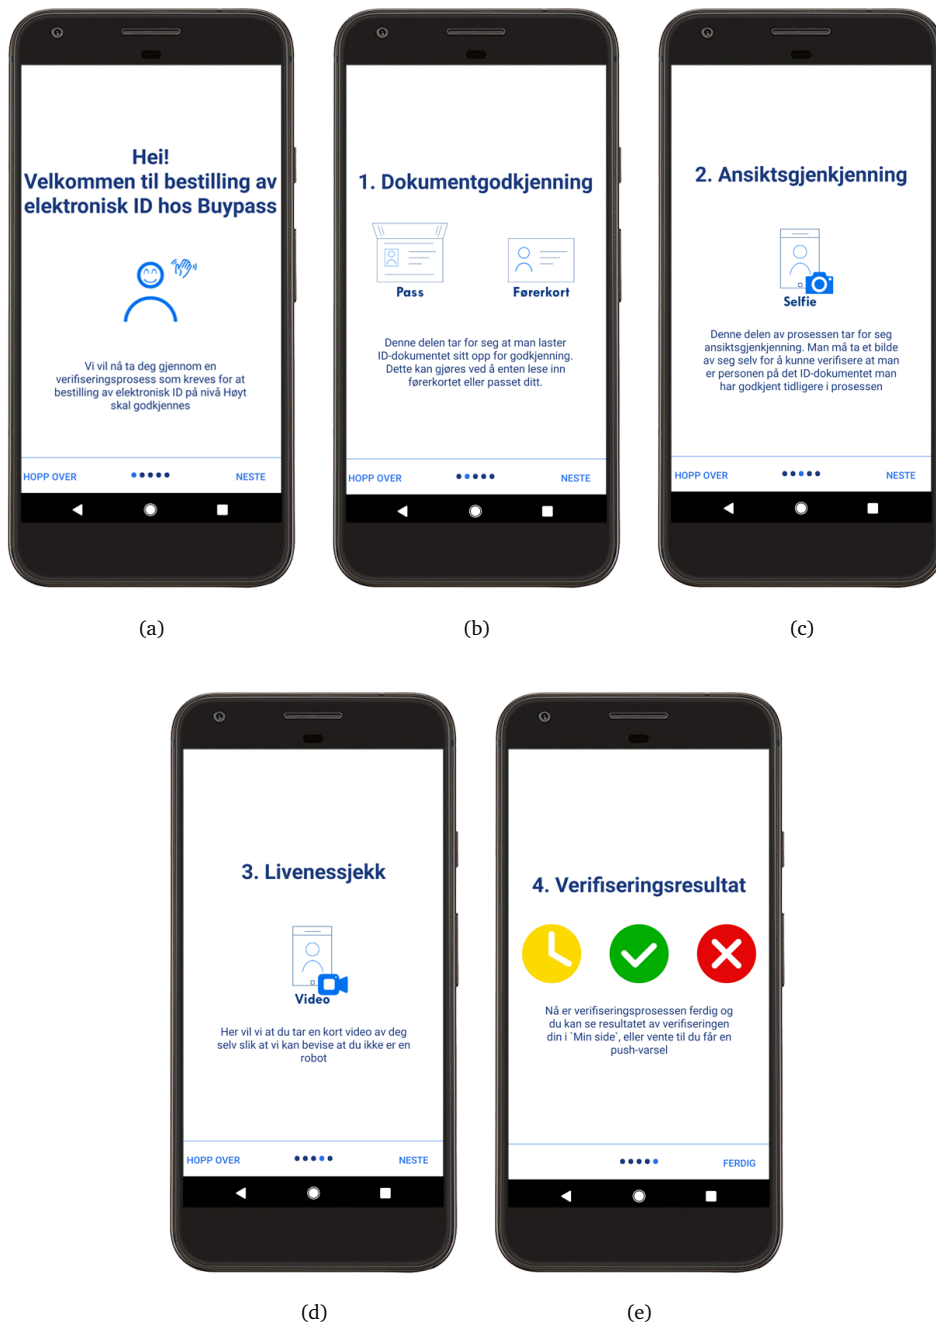 Hei!
Velkommen til bestilling av
elektronisk ID hos Buypass
Vi vil nå ta deg gjennom en
verifiseringsprosess som kreves for at
bestilling av elektronisk ID på nivå Høyt
skal godkjennes
HOPP OVER
NESTE
(a)
1. Dokumentgodkjenning
Pass
Førerkort
Denne delen tar for seg at man laster
ID-dokumentet sitt opp for godkjenning.
Dette kan gjøres ved å enten lese inn
førerkortet eller passet ditt.
HOPP OVER
NESTE
(b)
2. Ansiktsgjenkjenning
Selfie
Denne delen av prosessen tar for seg
ansiktsgjenkjenning. Man må ta et bilde
av seg selv for å kunne verifisere at man
er personen på det ID-dokumentet man
har godkjent tidligere i prosessen
HOPP OVER
NESTE
(c)
3. Livenessjekk
Video
Her vil vi at du tar en kort video av deg
selv slik at vi kan bevise at du ikke er en
robot
HOPP OVER
NESTE
(d)
4. Verifiseringsresultat
Nå er verifiseringsprosessen ferdig og
du kan se resultatet av verifiseringen
din i `Min side`, eller vente til du får en
push-varsel
FERDIG
(e)